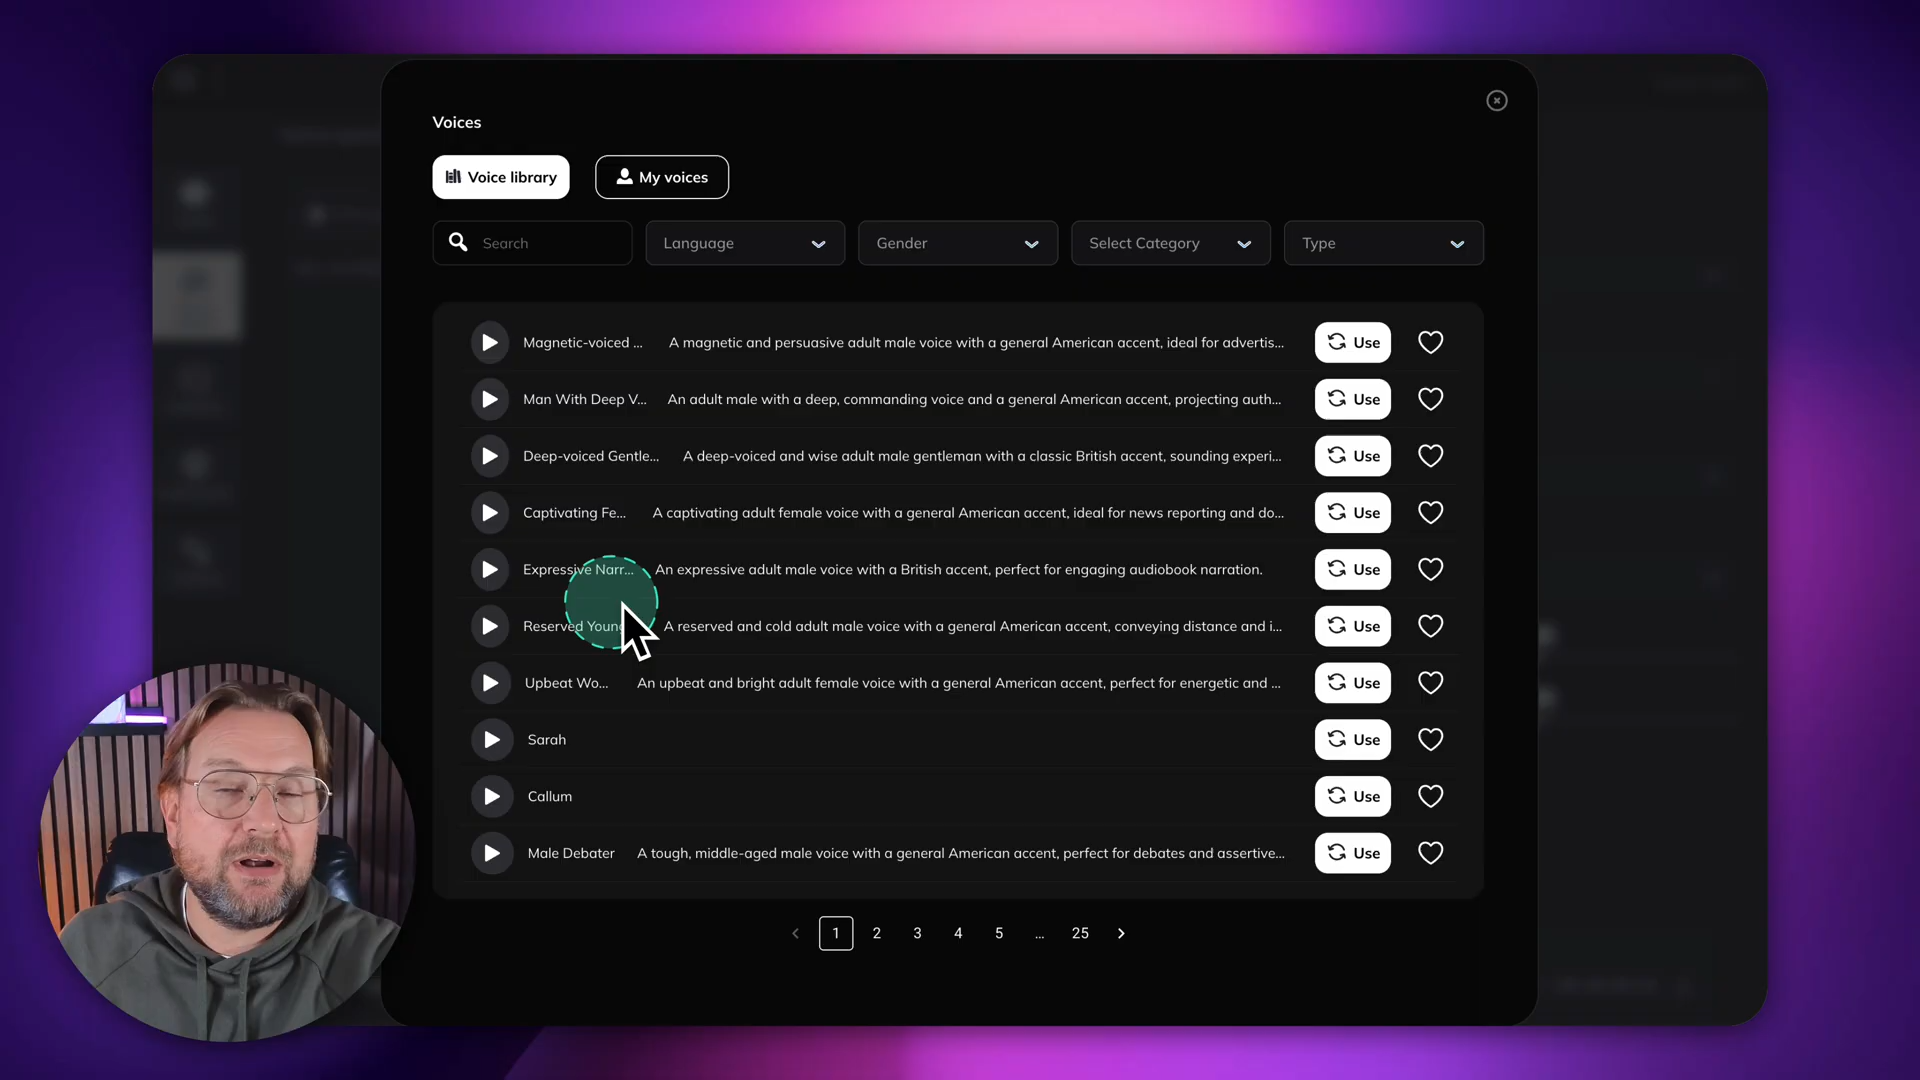 Voices
Voice library
My voices
Search
Language
Gender
Select Category
Type
Magnetic-voiced ... A magnetic and persuasive adult male voice with a general American accent, ideal for advertis... Use
Man With Deep V... An adult male with a deep, commanding voice and a general American accent, projecting auth... Use
Deep-voiced Gentle... A deep-voiced and wise adult male gentleman with a classic British accent, sounding experi... Use
Captivating Fe... A captivating adult female voice with a general American accent, ideal for news reporting and do... Use
Expressive Narr... An expressive adult male voice with a British accent, perfect for engaging audiobook narration. Use
Reserved Young A reserved and cold adult male voice with a general American accent, conveying distance and i... Use
Upbeat Wo... An upbeat and bright adult female voice with a general American accent, perfect for energetic and ... Use
Sarah Use
Callum Use
Male Debater A tough, middle-aged male voice with a general American accent, perfect for debates and assertive... Use
1 2 3 4 5 ... 25